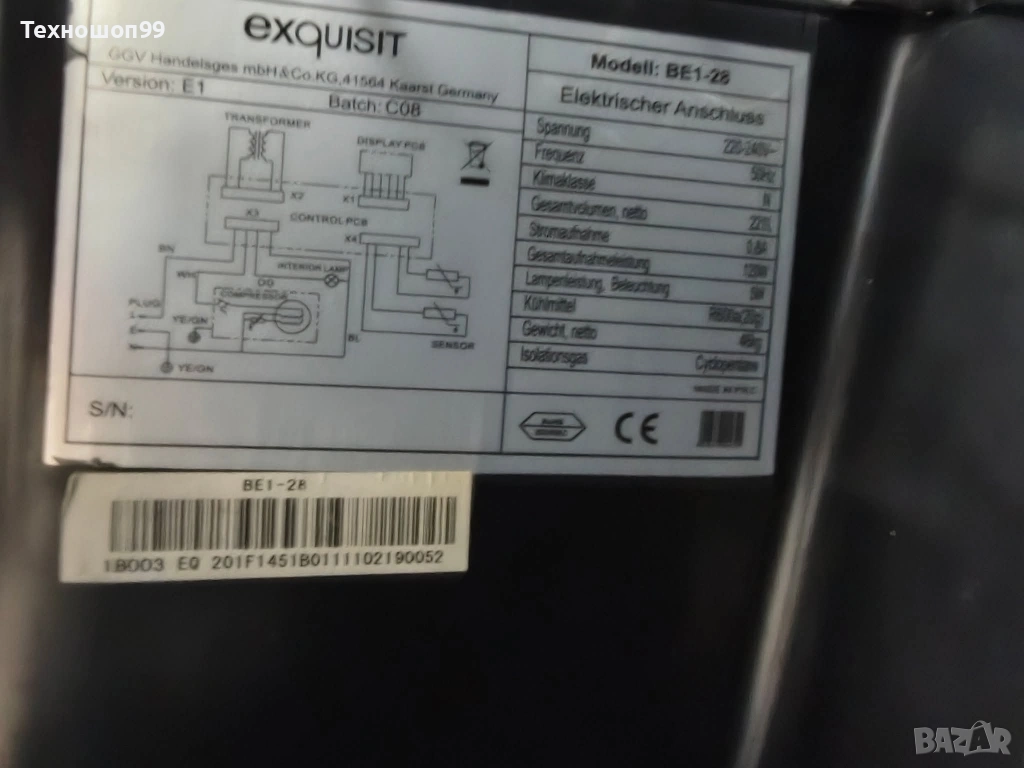 Техношоп99
exquisit
GGV Handelsges mbH & Co.KG,41564 Kaarst Germany
Version: E1
Batch: C08
TRANSFORMER
DISPLAY PCB
X2
X1
X3
CONTROL PCB
X4
BN
INTERIOR LAMP
WH
COMPRESSOR
PLUG
L
YE/GN
BL
SENSOR
YE/GN
S/N:
Modell: BE1-28
Elektrischer Anschluss
Spannung 220-240V~
Frequenz 50Hz
Klimaklasse N
Gesamtvolumen, netto
Stromaufnahme 0.8A
Gesamtaufnahmeleistung
Lampenleistung, Beleuchtung
Kühlmittel
Gewicht, netto
Isolationsgas Cyclopentane
CE
BE1-28
1B003 EQ 201F1451B0111102190052
BAZAR